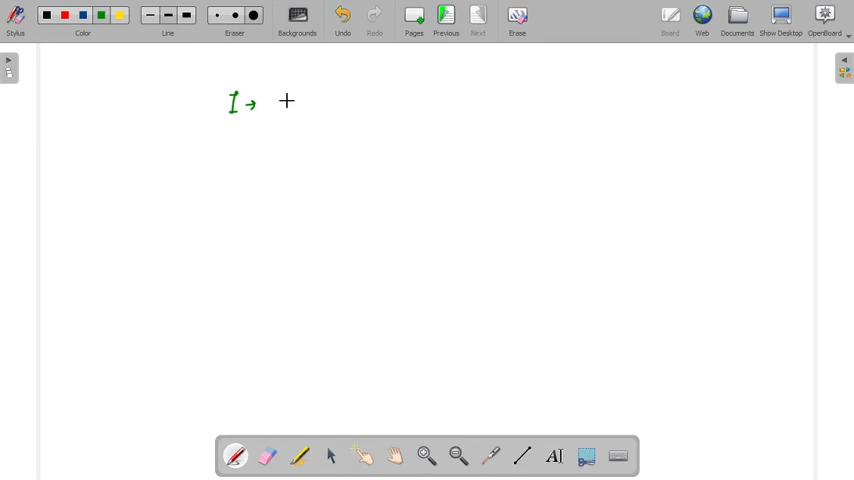 Stylus Color Line Eraser Backgrounds Undo Redo Pages Previous Next Erase Board Web Documents Show Desktop OpenBoard
I →